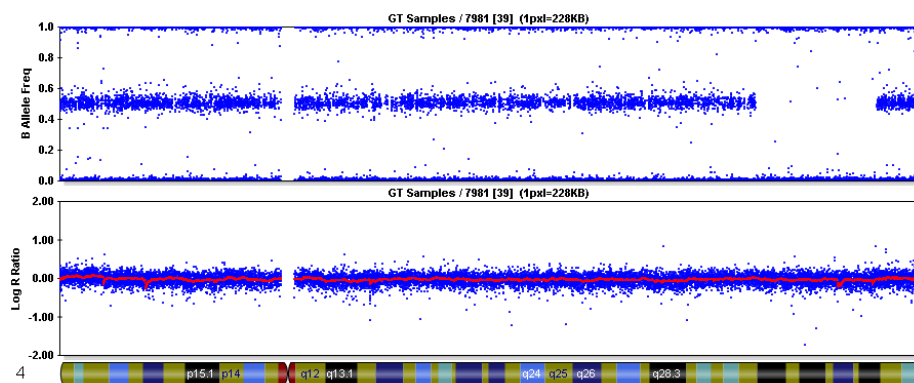 GT Samples / 7981 [39] (1pxl=228KB)
B Allele Freq
1.0
0.8
0.6
0.4
0.2
0.0
GT Samples / 7981 [39] (1pxl=228KB)
Log R Ratio
2.00
1.00
0.00
-1.00
-2.00
4 p15.1 p14 q12 q13.1 q24 q25 q26 q28.3